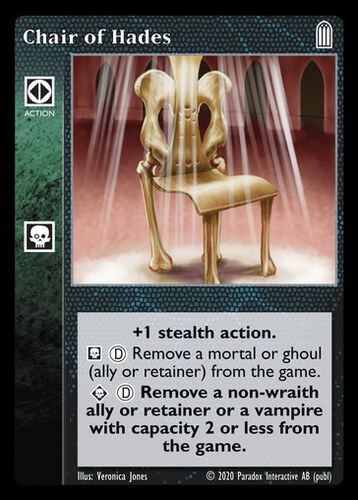 Chair of Hades
ACTION
+1 stealth action.
Ⓓ Remove a mortal or ghoul
(ally or retainer) from the game.
Ⓓ Remove a non-wraith
ally or retainer or a vampire
with capacity 2 or less from
the game.
Illus: Veronica Jones © 2020 Paradox Interactive AB (publ)